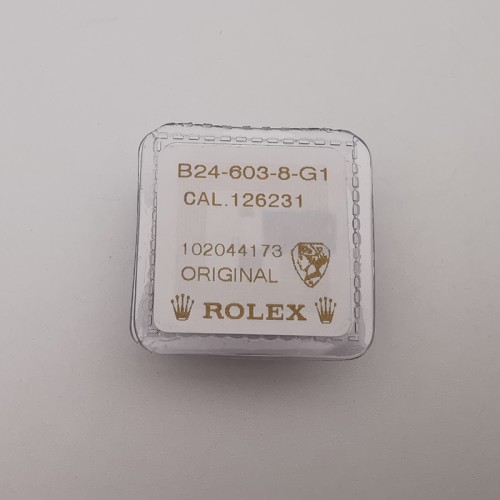 B24-603-8-G1
CAL.126231
102044173
ORIGINAL
ROLEX